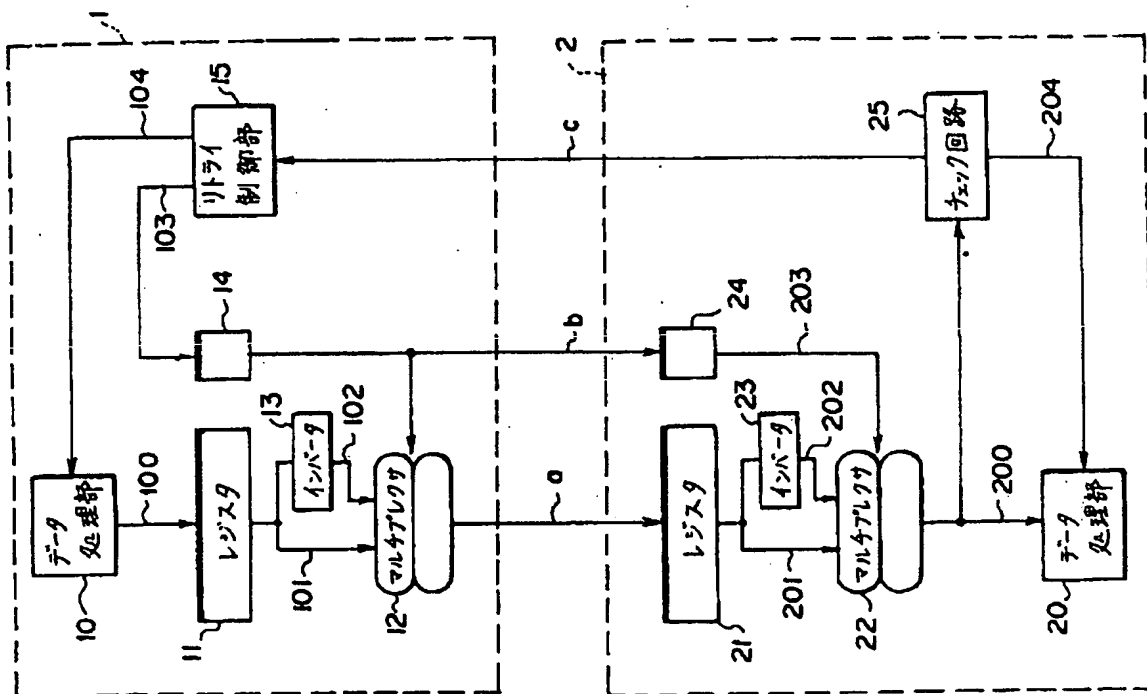 1
データ
処理部
10
100
レジスタ
11
101
インバータ
13
102
マルチプレクサ
12
14
103
104
リトライ
制御部
15
a
b
c
2
レジスタ
21
201
インバータ
23
202
マルチプレクサ
22
24
203
チェック回路
25
204
200
データ
処理部
20